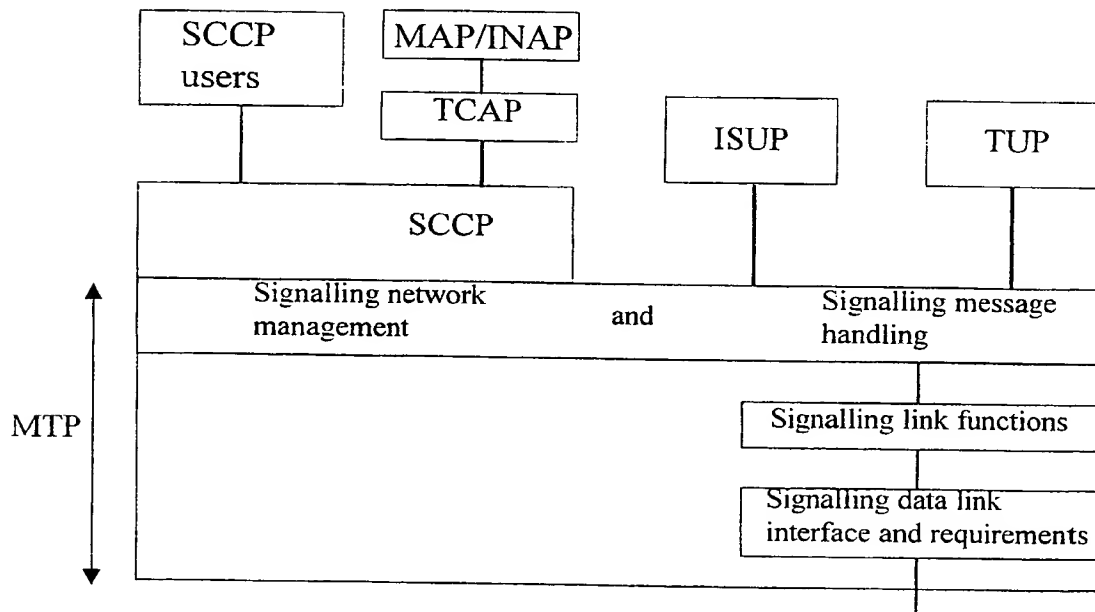 SCCP
users
MAP/INAP
TCAP
ISUP
TUP
SCCP
Signalling network
management
and
Signalling message
handling
MTP
Signalling link functions
Signalling data link
interface and requirements